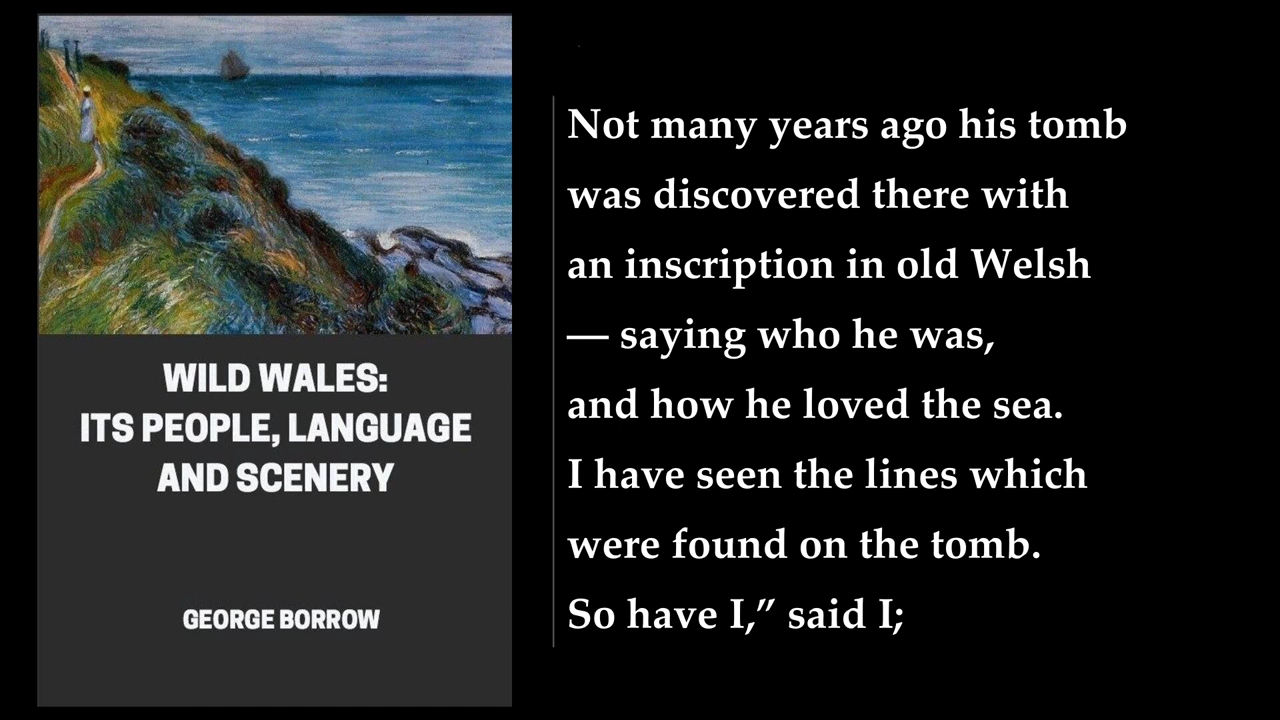 WILD WALES:
ITS PEOPLE, LANGUAGE
AND SCENERY
GEORGE BORROW
Not many years ago his tomb
was discovered there with
an inscription in old Welsh
— saying who he was,
and how he loved the sea.
I have seen the lines which
were found on the tomb.
So have I,” said I;